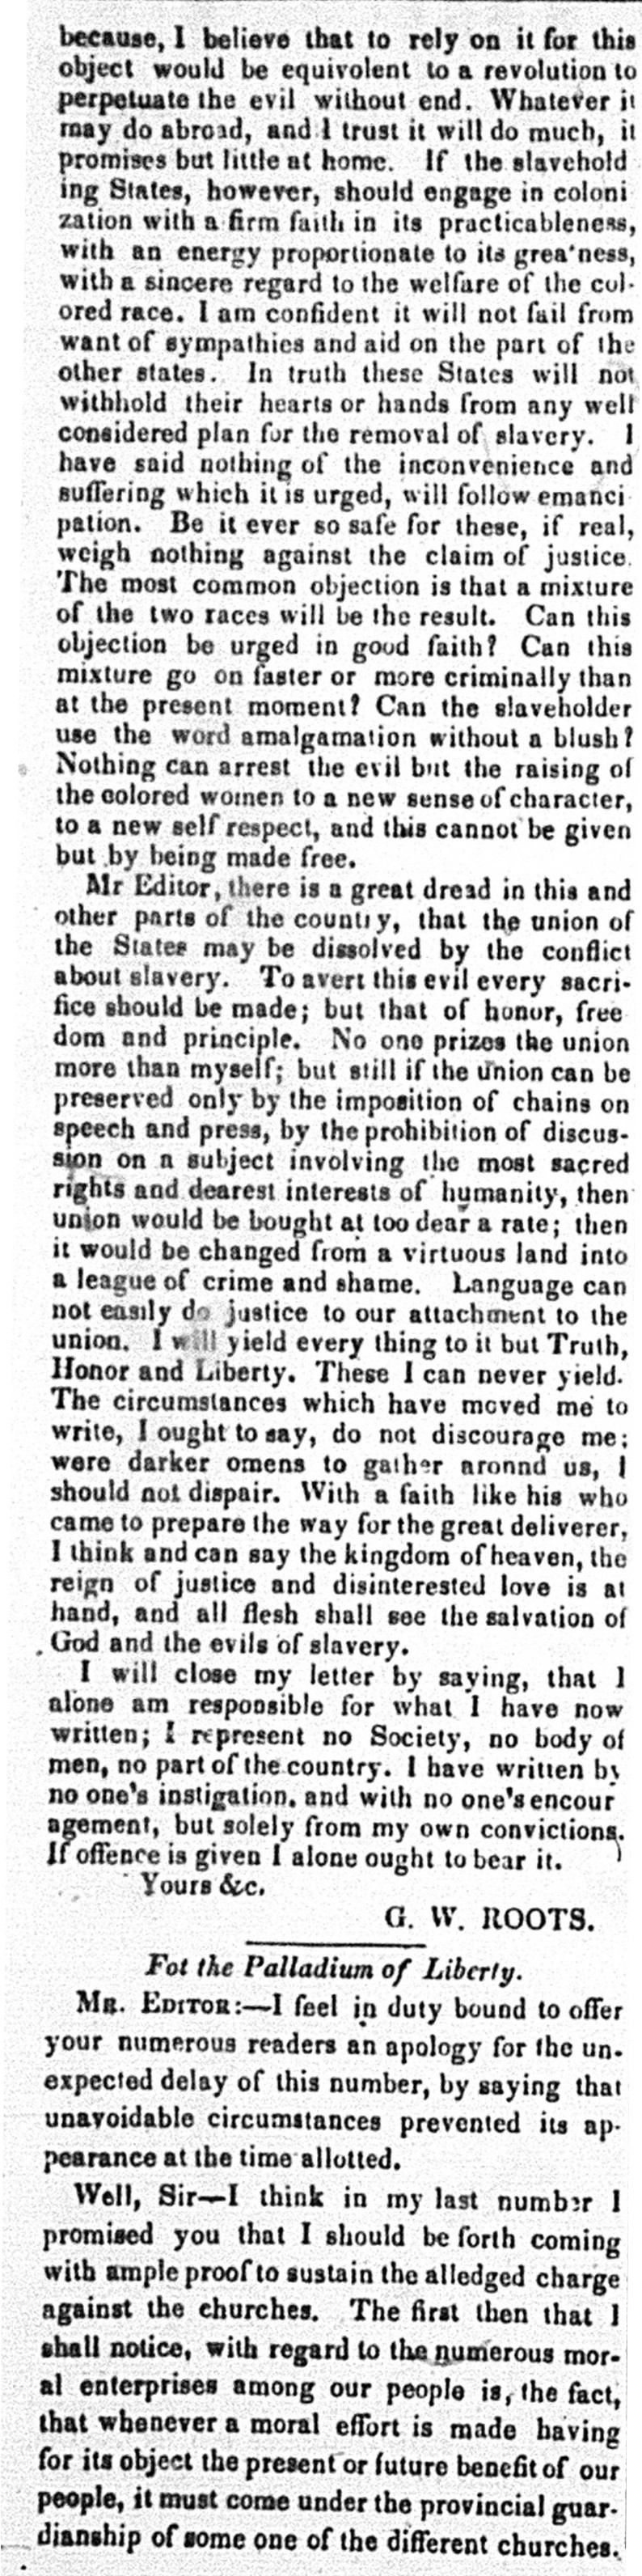 because, I believe that to rely on it for this
object would be equivolent to a revolution to
perpetuate the evil without end. Whatever it
may do abroad, and I trust it will do much, it
promises but little at home. If the slavehold
ing States, however, should engage in coloni
zation with a firm faith in its practicableness,
with an energy proportionate to its grea'ness,
with a sincere regard to the welfare of the col-
ored race. I am confident it will not fail from
want of sympathies and aid on the part of the
other states. In truth these States will not
withhold their hearts or hands from any well
considered plan for the removal of slavery. I
have said nothing of the inconvenience and
suffering which it is urged, will follow emanci
pation. Be it ever so safe for these, if real,
weigh nothing against the claim of justice.
The most common objection is that a mixture
of the two races will be the result. Can this
objection be urged in good faith? Can this
mixture go on faster or more criminally than
at the present moment? Can the slaveholder
use the word amalgamation without a blush?
Nothing can arrest the evil but the raising of
the colored women to a new sense of character,
to a new self respect, and this cannot be given
but by being made free.
Mr Editor, there is a great dread in this and
other parts of the country, that the union of
the States may be dissolved by the conflict
about slavery. To avert this evil every sacri-
fice should be made; but that of honor, free
dom and principle. No one prizes the union
more than myself; but still if the union can be
preserved only by the imposition of chains on
speech and press, by the prohibition of discus-
sion on a subject involving the most sacred
rights and dearest interests of humanity, then
union would be bought at too dear a rate; then
it would be changed from a virtuous land into
a league of crime and shame. Language can
not easily do justice to our attachment to the
union. I will yield every thing to it but Truth,
Honor and Liberty. These I can never yield.
The circumstances which have moved me to
write, I ought to say, do not discourage me;
were darker omens to gather aronnd us, I
should not dispair. With a faith like his who
came to prepare the way for the great deliverer,
I think and can say the kingdom of heaven, the
reign of justice and disinterested love is at
hand, and all flesh shall see the salvation of
God and the evils of slavery.
I will close my letter by saying, that I
alone am responsible for what I have now
written; I represent no Society, no body of
men, no part of the country. I have written by
no one's instigation, and with no one's encour
agement, but solely from my own convictions.
If offence is given I alone ought to bear it.
Yours &c.
G. W. ROOTS.
Fot the Palladium of Liberty.
MR. EDITOR:—I feel in duty bound to offer
your numerous readers an apology for the un-
expected delay of this number, by saying that
unavoidable circumstances prevented its ap-
pearance at the time allotted.
Well, Sir—I think in my last number I
promised you that I should be forth coming
with ample proof to sustain the alledged charge
against the churches. The first then that I
shall notice, with regard to the numerous mor-
al enterprises among our people is, the fact,
that whenever a moral effort is made having
for its object the present or future benefit of our
people, it must come under the provincial guar-
dianship of some one of the different churches.